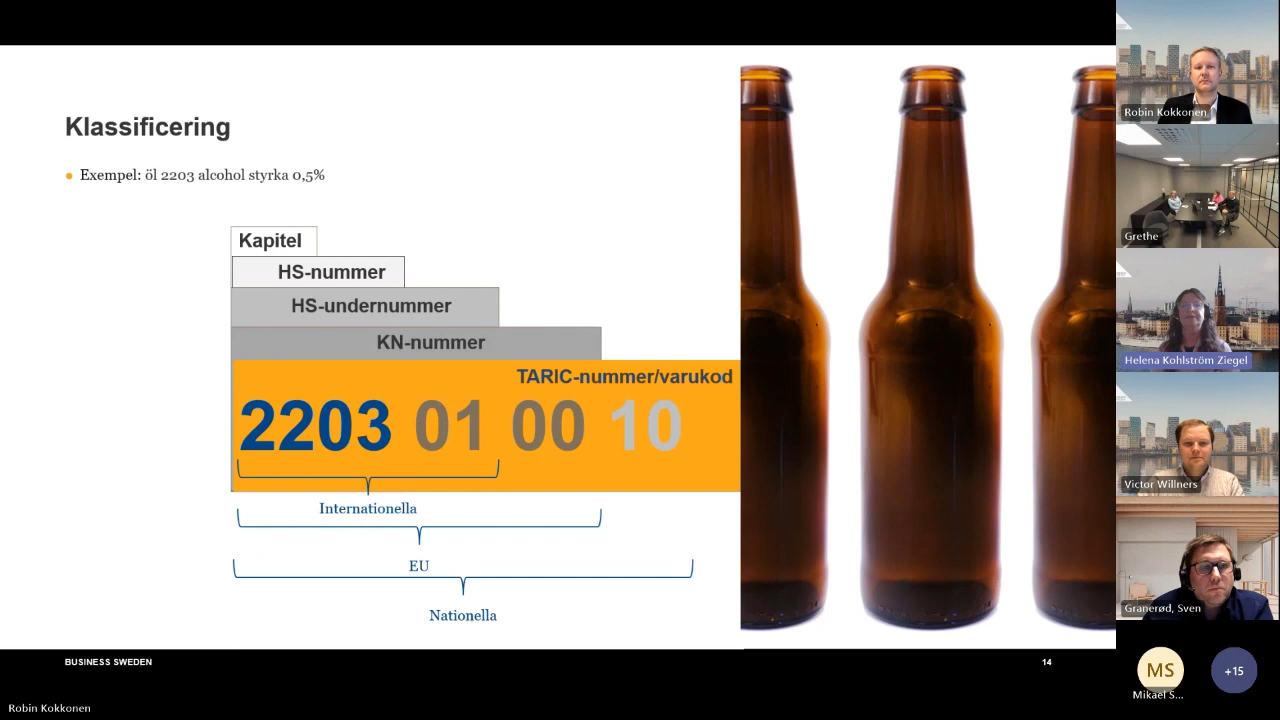 Klassificering
Exempel: öl 2203 alcohol styrka 0,5%
Kapitel
HS-nummer
HS-undernummer
KN-nummer
TARIC-nummer/varukod
2203 01 00 10
Internationella
EU
Nationella
BUSINESS SWEDEN
14
Robin Kokkonen
Robin Kokkonen
Grethe
Helena Kohlström Ziegel
Victor Willners
Granerød, Sven
MS
Mikael S...
+15